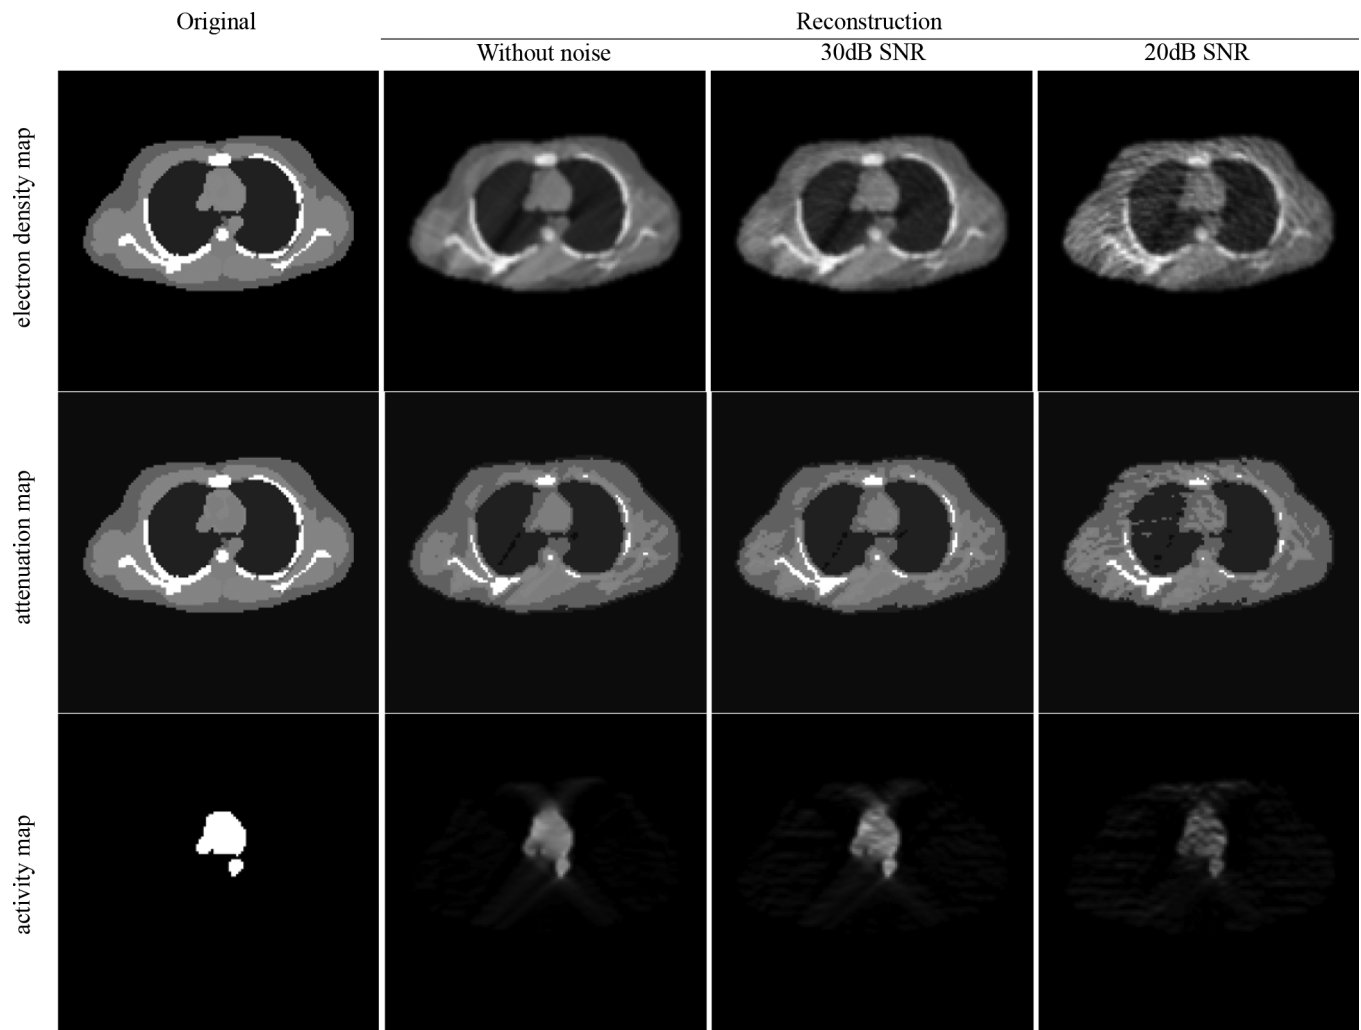 Original
Reconstruction
Without noise
30dB SNR
20dB SNR
electron density map
attenuation map
activity map